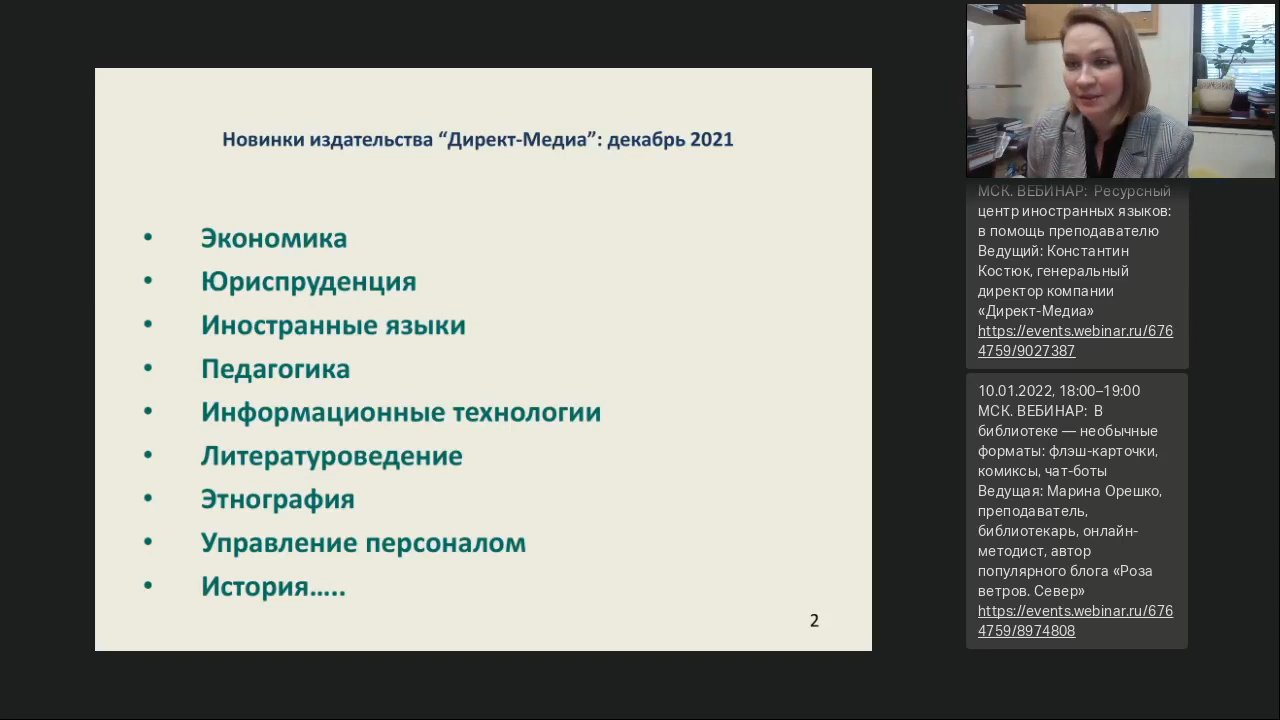 Новинки издательства “Директ-Медиа”: декабрь 2021
• Экономика
• Юриспруденция
• Иностранные языки
• Педагогика
• Информационные технологии
• Литературоведение
• Этнография
• Управление персоналом
• История…..
2
МСК. ВЕБИНАР: Ресурсный
центр иностранных языков:
в помощь преподавателю
Ведущий: Константин
Костюк, генеральный
директор компании
«Директ-Медиа»
https://events.webinar.ru/676
4759/9027387
10.01.2022, 18:00–19:00
МСК. ВЕБИНАР: В
библиотеке — необычные
форматы: флэш-карточки,
комиксы, чат-боты
Ведущая: Марина Орешко,
преподаватель,
библиотекарь, онлайн-
методист, автор
популярного блога «Роза
ветров. Север»
https://events.webinar.ru/676
4759/8974808